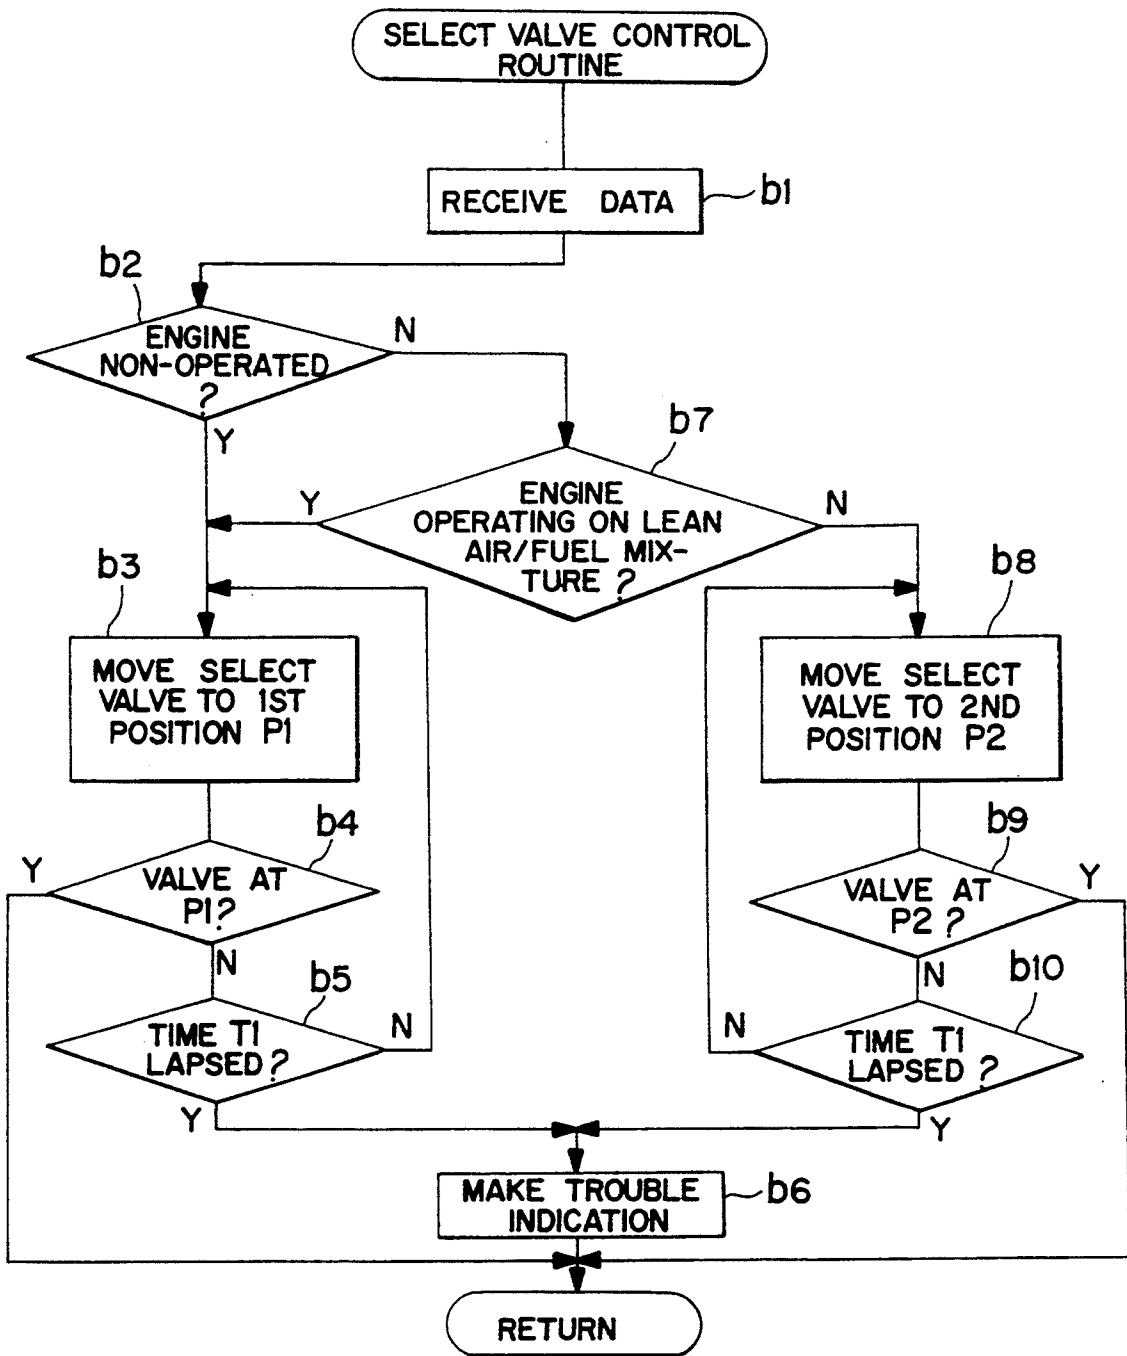 SELECT VALVE CONTROL
ROUTINE
RECEIVE DATA
b1
b2
ENGINE
NON-OPERATED
?
N
Y
b7
ENGINE
OPERATING ON LEAN
AIR/FUEL MIX-
TURE ?
Y
N
b3
MOVE SELECT
VALVE TO 1ST
POSITION P1
b8
MOVE SELECT
VALVE TO 2ND
POSITION P2
b4
Y
VALVE AT
P1?
N
b9
VALVE AT
P2 ?
Y
N
b5
TIME T1
LAPSED?
N
Y
b10
N
TIME T1
LAPSED ?
Y
MAKE TROUBLE
INDICATION
b6
RETURN